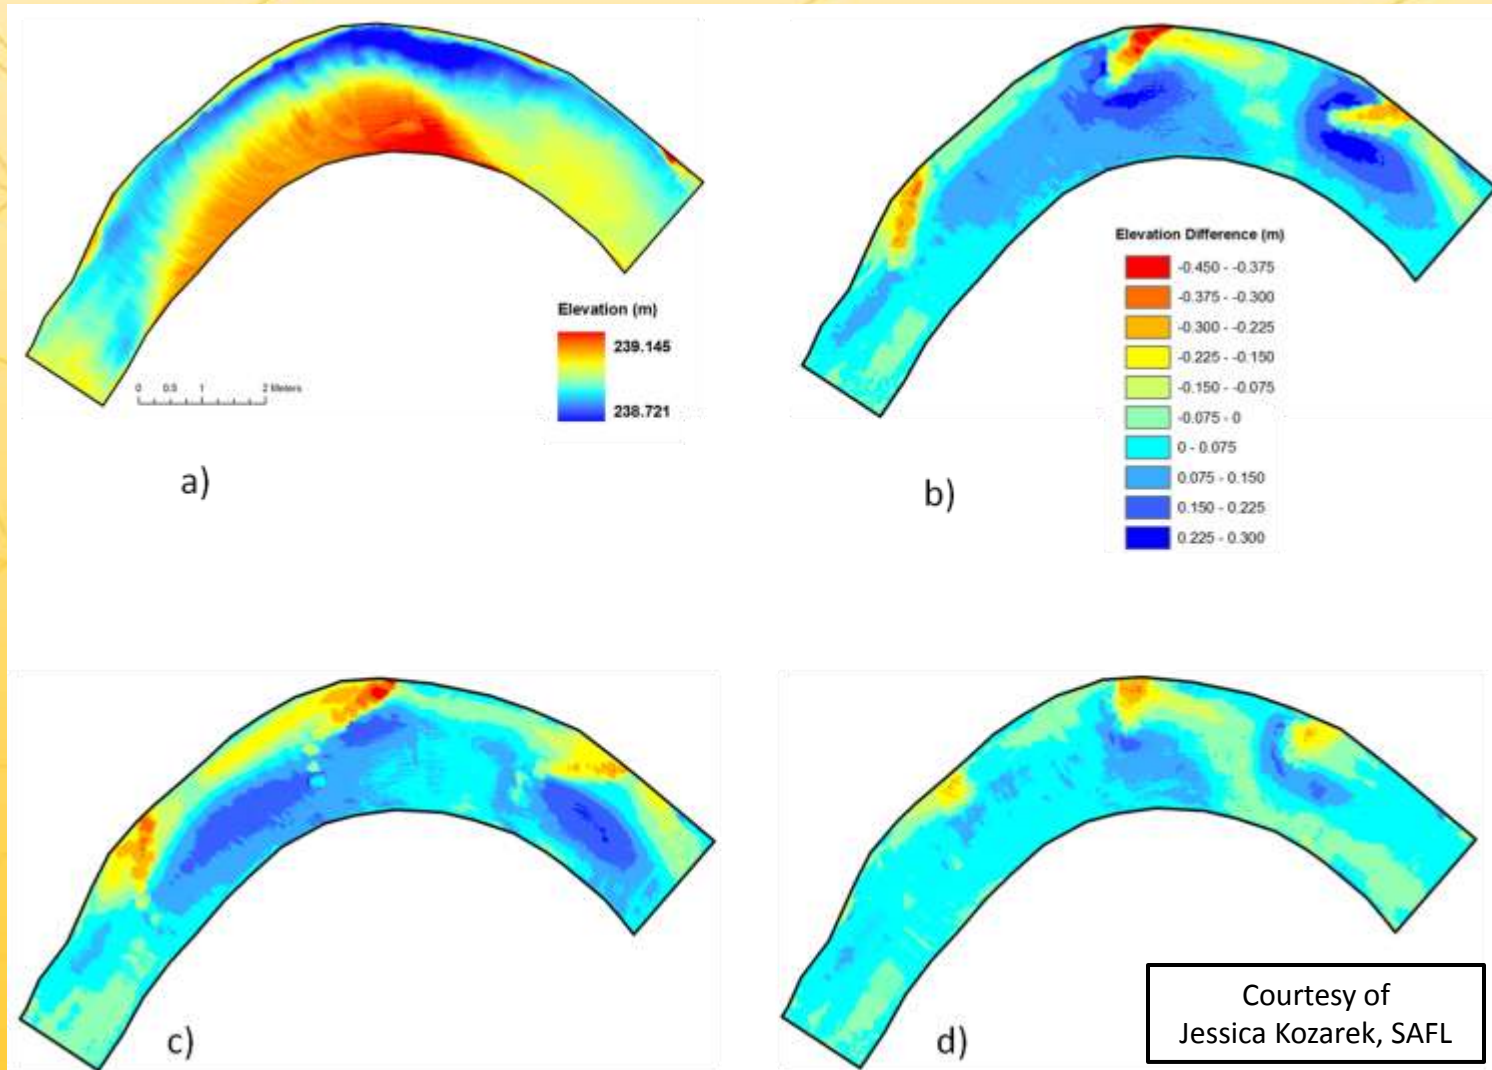 Elevation (m)
239.145
238.721
0 0.5 1 2 Meters
a)
Elevation Difference (m)
-0.450 - -0.375
-0.375 - -0.300
-0.300 - -0.225
-0.225 - -0.150
-0.150 - -0.075
-0.075 - 0
0 - 0.075
0.075 - 0.150
0.150 - 0.225
0.225 - 0.300
b)
c)
d)
Courtesy of
Jessica Kozarek, SAFL